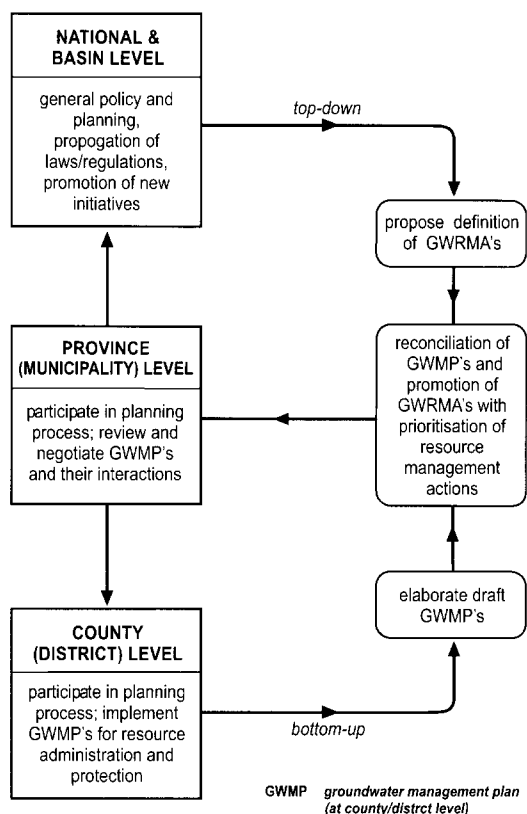 NATIONAL &
BASIN LEVEL
general policy and
planning,
propogation of
laws/regulations,
promotion of new
initiatives
top-down
propose definition
of GWRMA's
PROVINCE
(MUNICIPALITY) LEVEL
participate in planning
process; review and
negotiate GWMP's
and their interactions
reconciliation of
GWMP's and
promotion of
GWRMA's with
prioritisation of
resource
management
actions
elaborate draft
GWMP's
COUNTY
(DISTRICT) LEVEL
participate in planning
process; implement
GWMP's for resource
administration and
protection
bottom-up
GWMP groundwater management plan
(at county/distrct level)